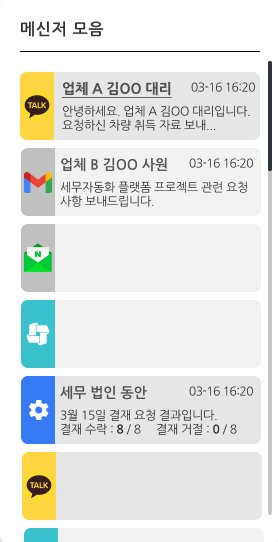 메신저 모음
업체 A 김OO 대리 03-16 16:20
TALK
안녕하세요. 업체 A 김OO 대리입니다.
요청하신 차량 취득 자료 보내...
업체 B 김OO 사원 03-16 16:20
세무자동화 플랫폼 프로젝트 관련 요청
사항 보내드립니다.
N
세무 법인 동안 03-16 16:20
3월 15일 결재 요청 결과입니다.
결재 수락 : 8 / 8 결재 거절 : 0 / 8
TALK